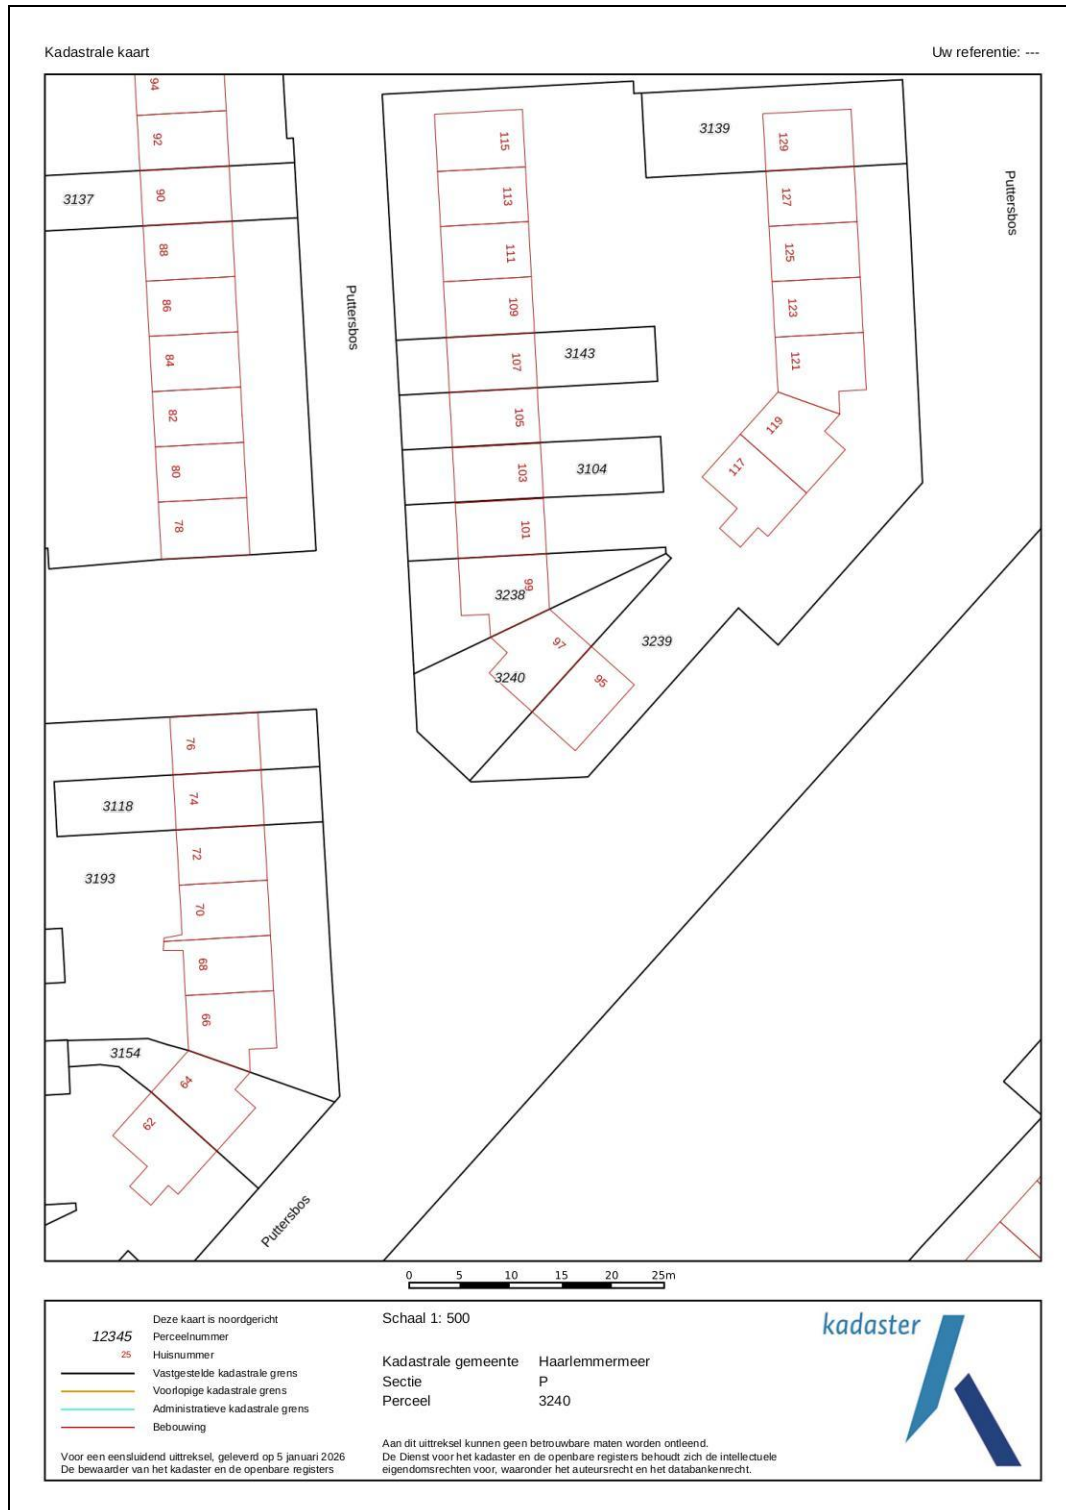 Kadastrale kaart
Uw referentie: ---
94
92
3137
90
88
86
84
82
80
78
Puttersbos
115
113
111
109
107
3143
105
103
3104
101
99
3238
97
3240
95
3239
3139
129
127
125
123
121
119
117
Puttersbos
76
3118
74
72
3193
70
68
66
3154
64
62
Puttersbos
0 5 10 15 20 25m
Deze kaart is noordgericht
12345 Perceelnummer
25 Huisnummer
Vastgestelde kadastrale grens
Voorlopige kadastrale grens
Administratieve kadastrale grens
Bebouwing
Voor een eensluidend uittreksel, geleverd op 5 januari 2026
De bewaarder van het kadaster en de openbare registers
Schaal 1: 500
Kadastrale gemeente Haarlemmermeer
Sectie P
Perceel 3240
Aan dit uittreksel kunnen geen betrouwbare maten worden ontleend.
De Dienst voor het kadaster en de openbare registers behoudt zich de intellectuele
eigendomsrechten voor, waaronder het auteursrecht en het databankenrecht.
kadaster